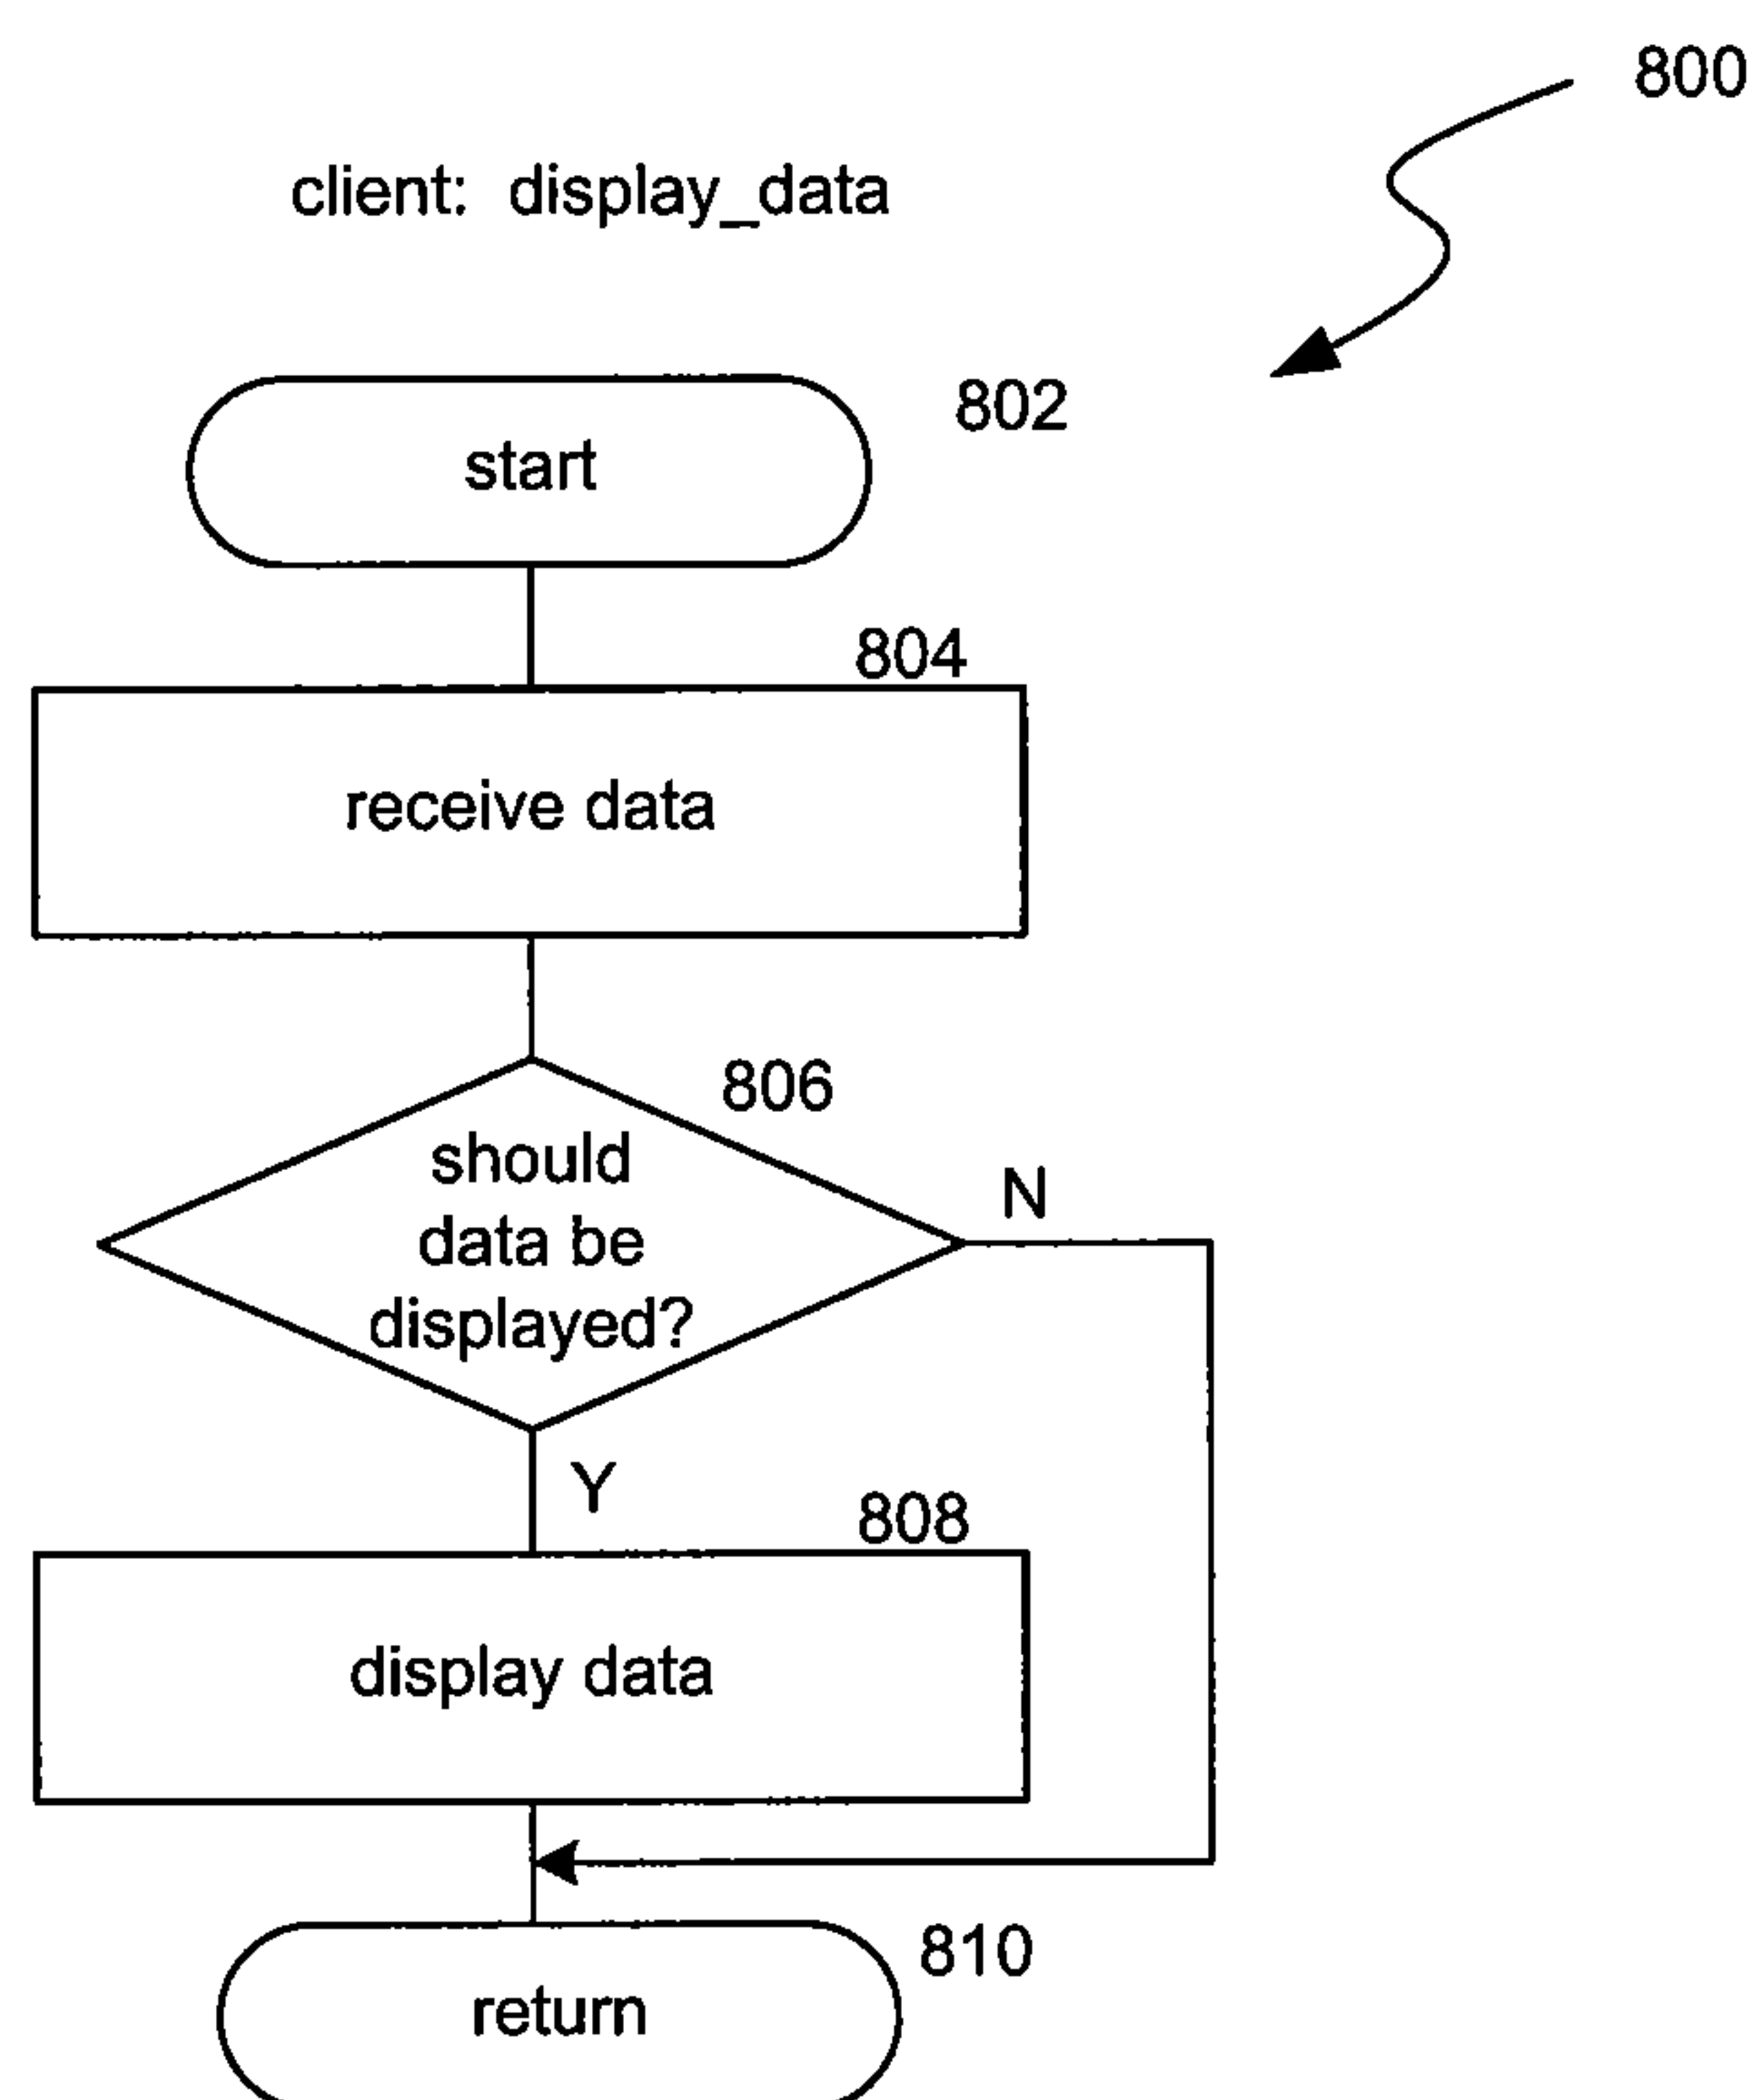 800
client: display_data
802
start
804
receive data
806
should
data be
displayed?
N
Y
808
display data
810
return